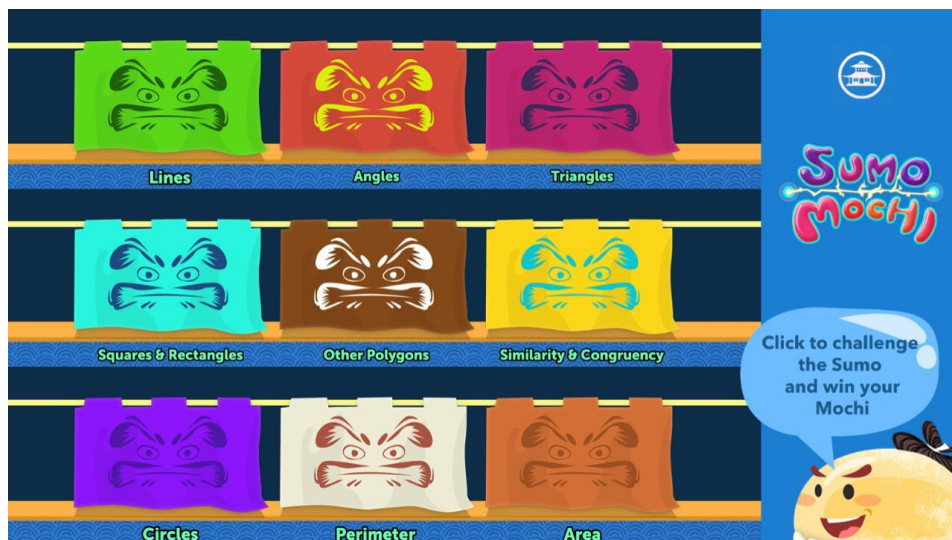 Lines
Angles
Triangles
Squares & Rectangles
Other Polygons
Similarity & Congruency
Circles
Perimeter
Area
SUMO
MOCHI
Click to challenge
the Sumo
and win your
Mochi